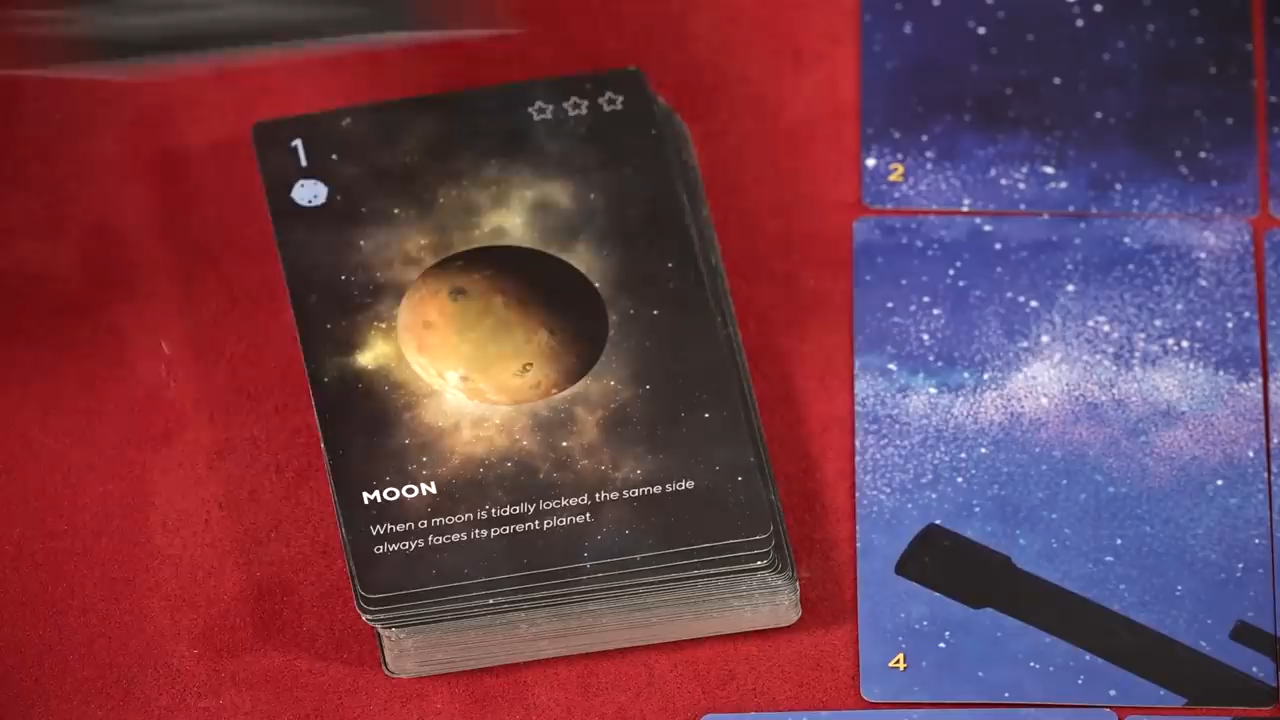 1
MOON
When a moon is tidally locked, the same side
always faces its parent planet.
2
4